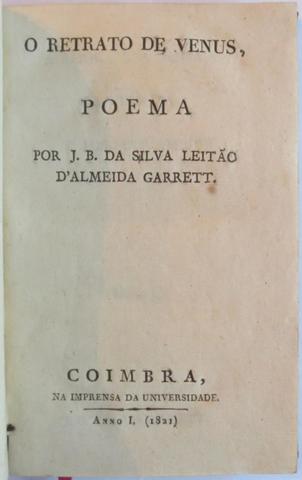 O RETRATO DE VENUS,
POEMA
POR J. B. DA SILVA LEITÃO
D'ALMEIDA GARRETT.
COIMBRA,
NA IMPRENSA DA UNIVERSIDADE.
ANNO I. (1821)